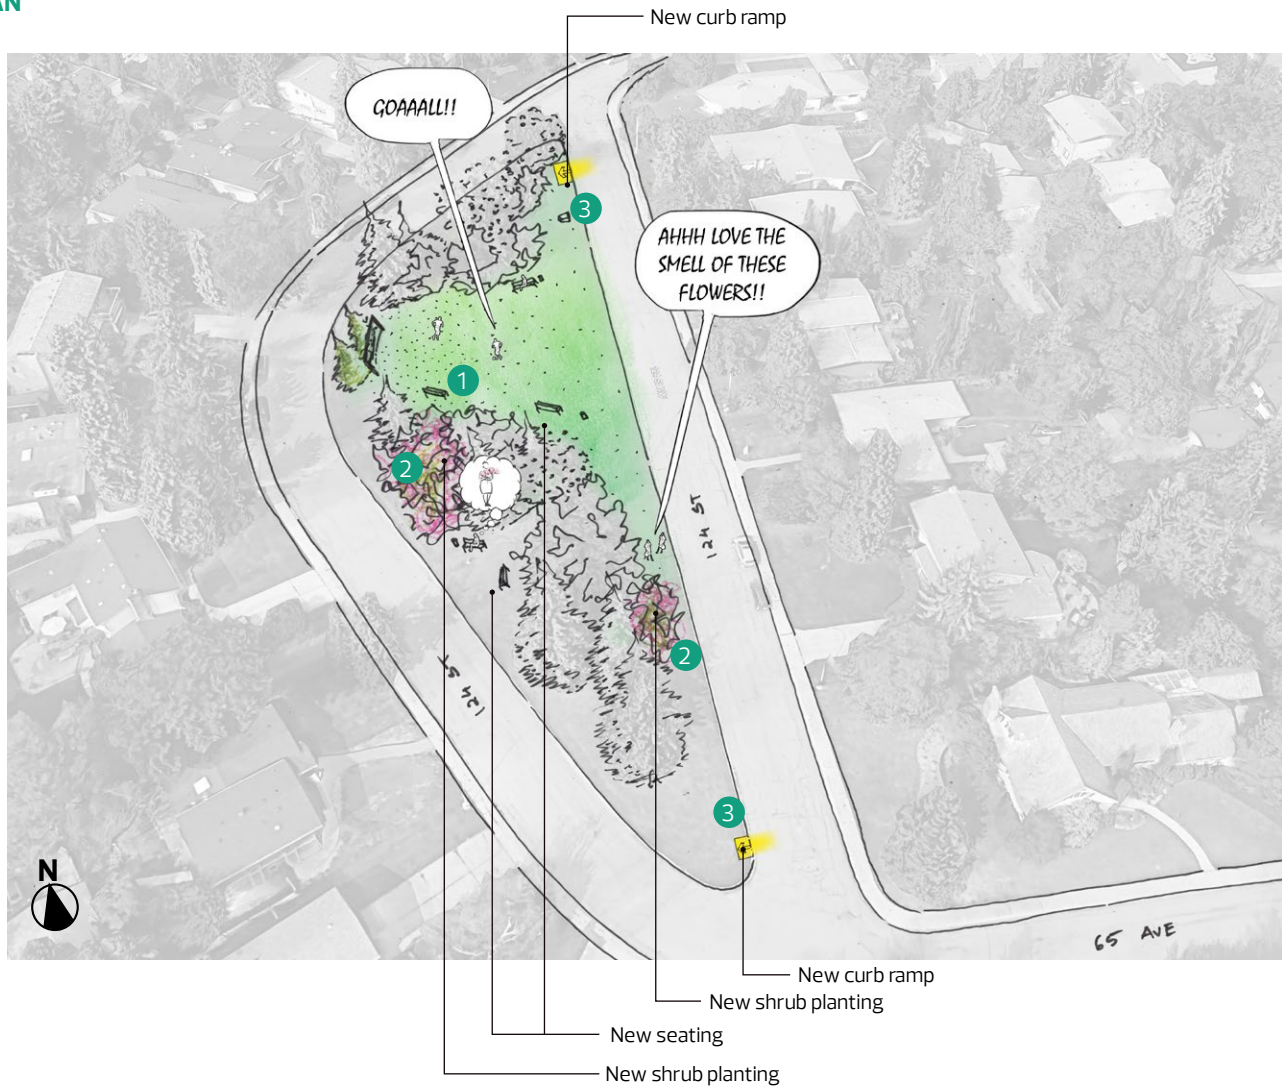 AN
New curb ramp
GOAAALL!!
3
AHHH LOVE THE
SMELL OF THESE
FLOWERS!!
1
2
124 ST
2
124 ST
3
N
65 AVE
New curb ramp
New shrub planting
New seating
New shrub planting